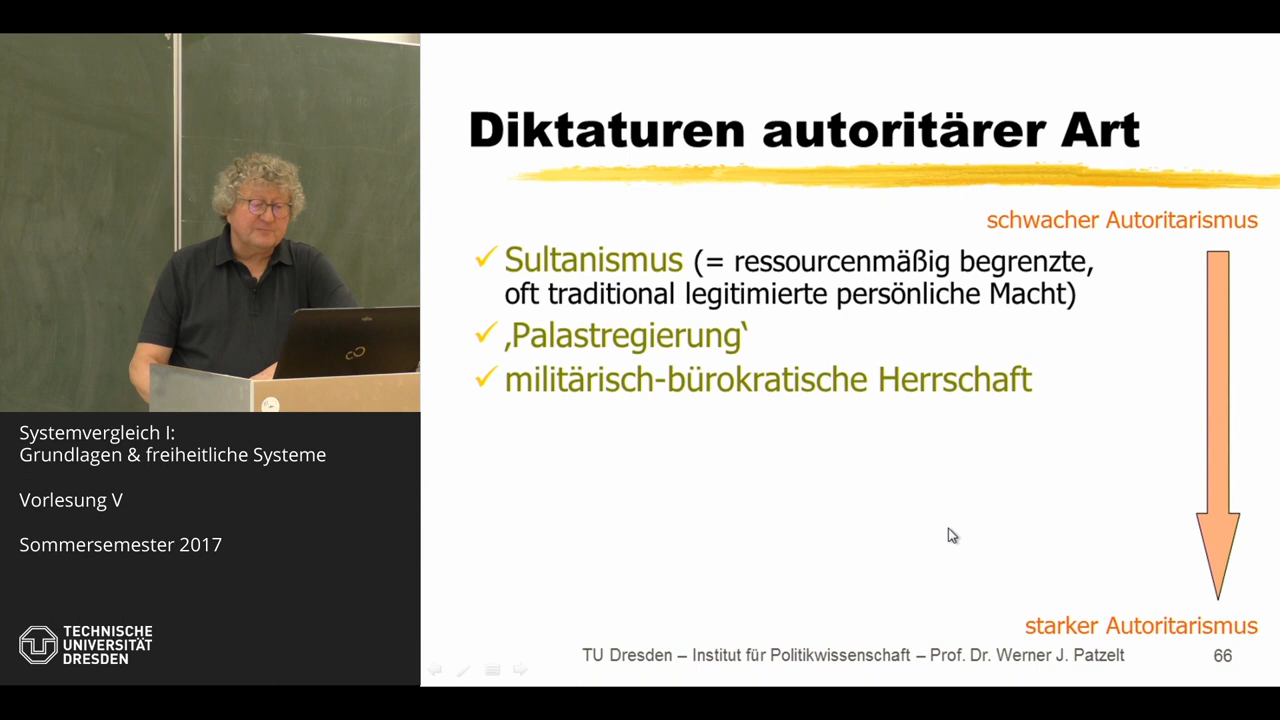 Diktaturen autoritärer Art
schwacher Autoritarismus
Sultanismus (= ressourcenmäßig begrenzte,
oft traditional legitimierte persönliche Macht)
‚Palastregierung‘
militärisch-bürokratische Herrschaft
starker Autoritarismus
TU Dresden – Institut für Politikwissenschaft – Prof. Dr. Werner J. Patzelt
66
Systemvergleich I:
Grundlagen & freiheitliche Systeme
Vorlesung V
Sommersemester 2017
TECHNISCHE
UNIVERSITÄT
DRESDEN